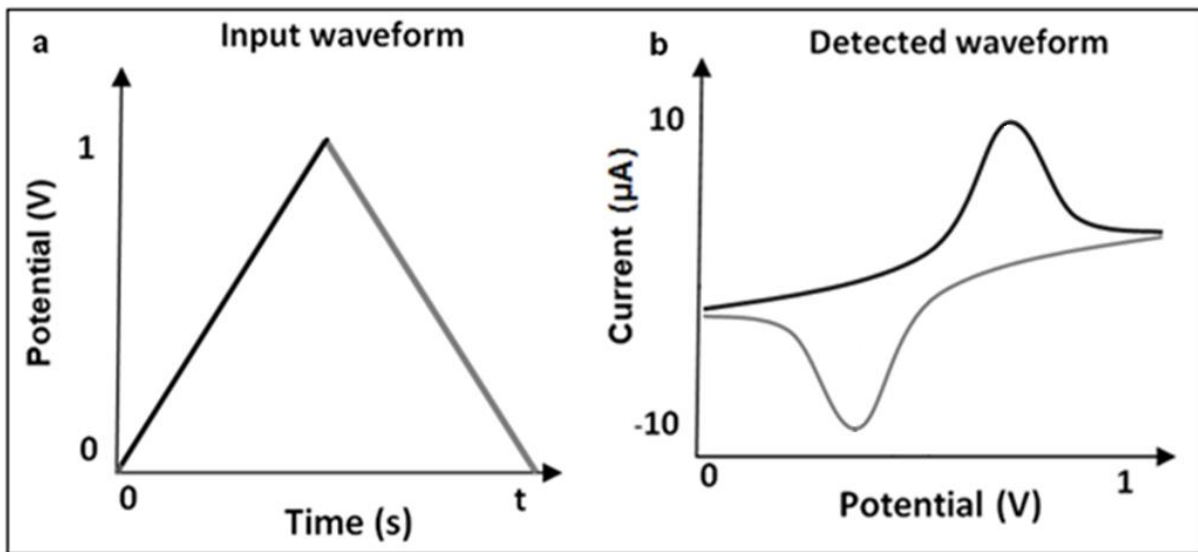 a
Input waveform
Potential (V)
1
0
0
t
Time (s)
b
Detected waveform
Current (µA)
10
-10
0
1
Potential (V)